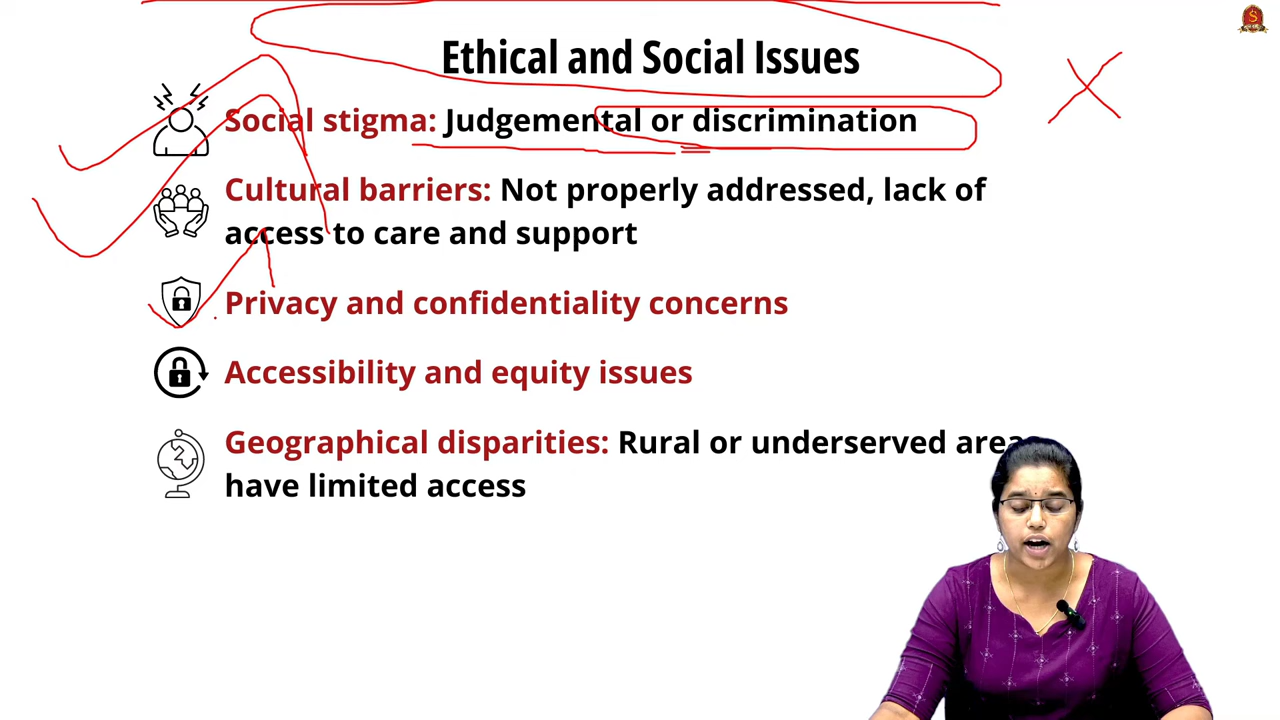 Ethical and Social Issues
Social stigma: Judgemental or discrimination
Cultural barriers: Not properly addressed, lack of
access to care and support
Privacy and confidentiality concerns
Accessibility and equity issues
Geographical disparities: Rural or underserved areas
have limited access